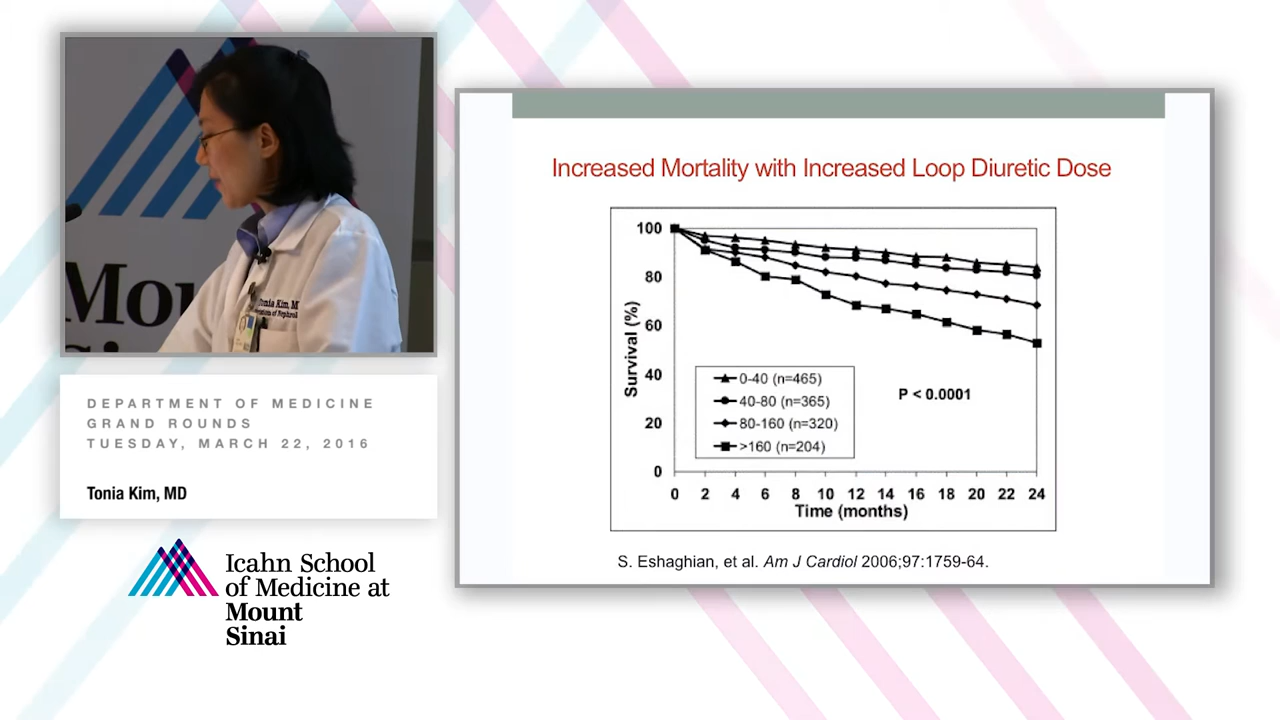 Mou
Tonia Kim, M
DEPARTMENT OF MEDICINE
GRAND ROUNDS
TUESDAY, MARCH 22, 2016
Tonia Kim, MD
Icahn School
of Medicine at
Mount
Sinai
Increased Mortality with Increased Loop Diuretic Dose
Survival (%)
100
80
60
40
20
0
0-40 (n=465)
40-80 (n=365)
80-160 (n=320)
>160 (n=204)
P < 0.0001
0 2 4 6 8 10 12 14 16 18 20 22 24
Time (months)
S. Eshaghian, et al. Am J Cardiol 2006;97:1759-64.